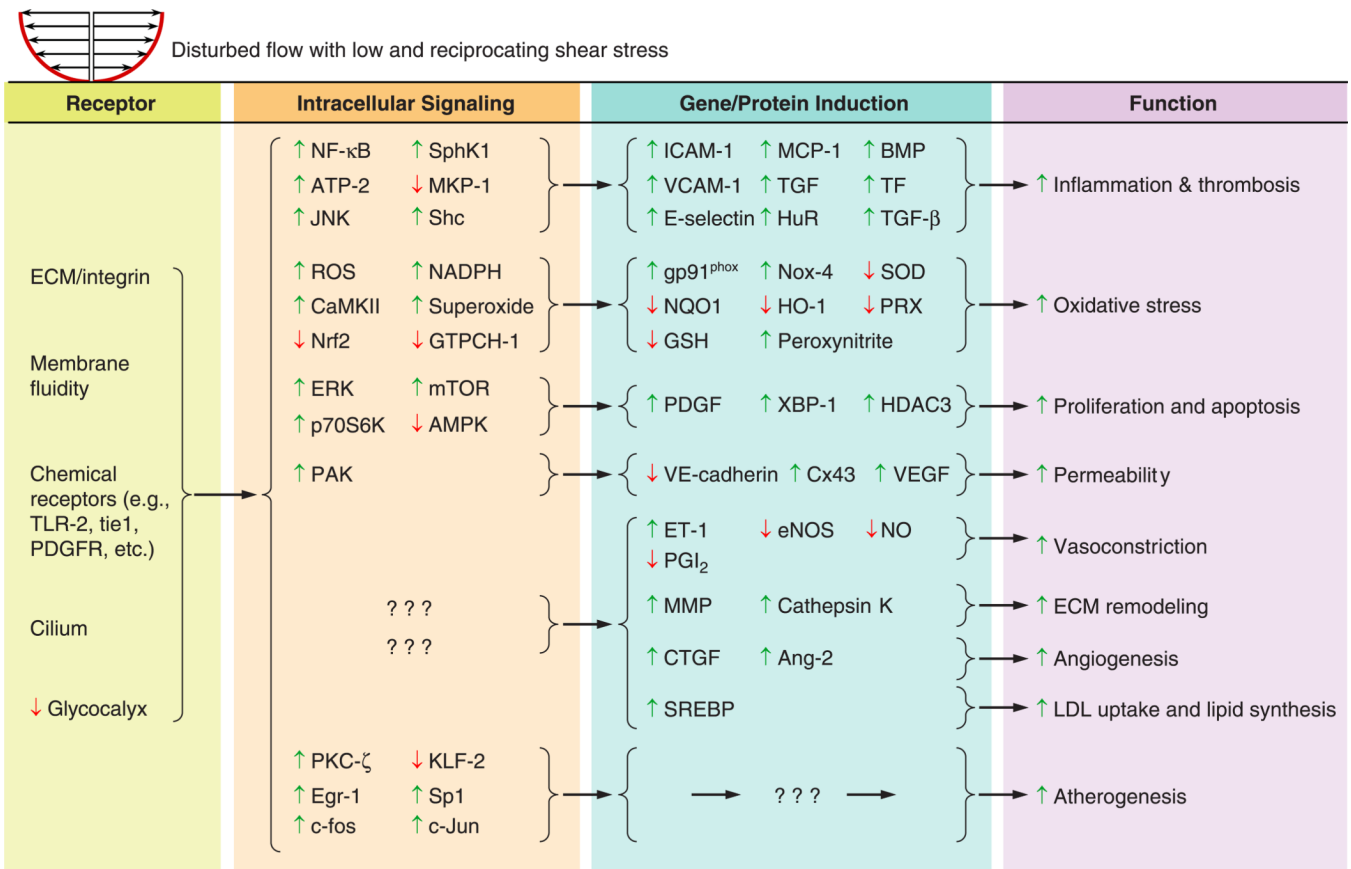 Disturbed flow with low and reciprocating shear stress
Receptor Intracellular Signaling Gene/Protein Induction Function
ECM/integrin
Membrane
fluidity
Chemical
receptors (e.g.,
TLR-2, tie1,
PDGFR, etc.)
Cilium
↓ Glycocalyx
↑ NF-κB ↑ SphK1
↑ ATP-2 ↓ MKP-1
↑ JNK ↑ Shc
↑ ROS ↑ NADPH
↑ CaMKII ↑ Superoxide
↓ Nrf2 ↓ GTPCH-1
↑ ERK ↑ mTOR
↑ p70S6K ↓ AMPK
↑ PAK
? ? ?
? ? ?
↑ PKC-ζ ↓ KLF-2
↑ Egr-1 ↑ Sp1
↑ c-fos ↑ c-Jun
↑ ICAM-1 ↑ MCP-1 ↑ BMP
↑ VCAM-1 ↑ TGF ↑ TF
↑ E-selectin ↑ HuR ↑ TGF-β
↑ gp91^phox ↑ Nox-4 ↓ SOD
↓ NQO1 ↓ HO-1 ↓ PRX
↓ GSH ↑ Peroxynitrite
↑ PDGF ↑ XBP-1 ↑ HDAC3
↓ VE-cadherin ↑ Cx43 ↑ VEGF
↑ ET-1 ↓ eNOS ↓ NO
↓ PGI₂
↑ MMP ↑ Cathepsin K
↑ CTGF ↑ Ang-2
↑ SREBP
→ ? ? ? →
↑ Inflammation & thrombosis
↑ Oxidative stress
↑ Proliferation and apoptosis
↑ Permeability
↑ Vasoconstriction
↑ ECM remodeling
↑ Angiogenesis
↑ LDL uptake and lipid synthesis
↑ Atherogenesis